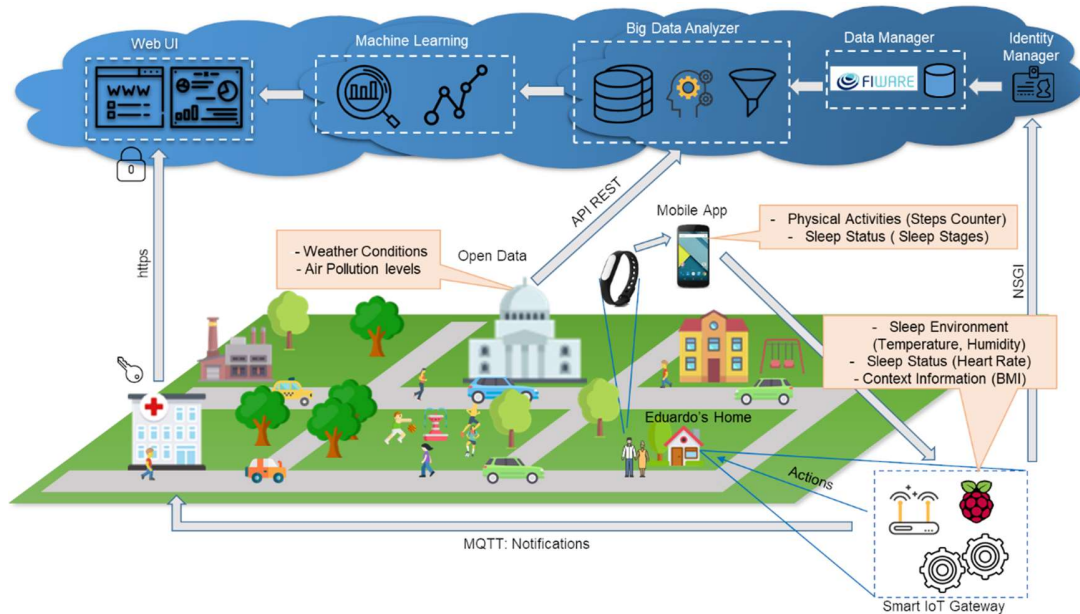 Web UI
Machine Learning
Big Data Analyzer
Data Manager
Identity
Manager
WWW
FIWARE
https
API REST
Open Data
- Weather Conditions
- Air Pollution levels
Mobile App
- Physical Activities (Steps Counter)
- Sleep Status ( Sleep Stages)
NSGI
- Sleep Environment
(Temperature, Humidity)
- Sleep Status (Heart Rate)
- Context Information (BMI)
Eduardo's Home
Actions
MQTT: Notifications
Smart IoT Gateway